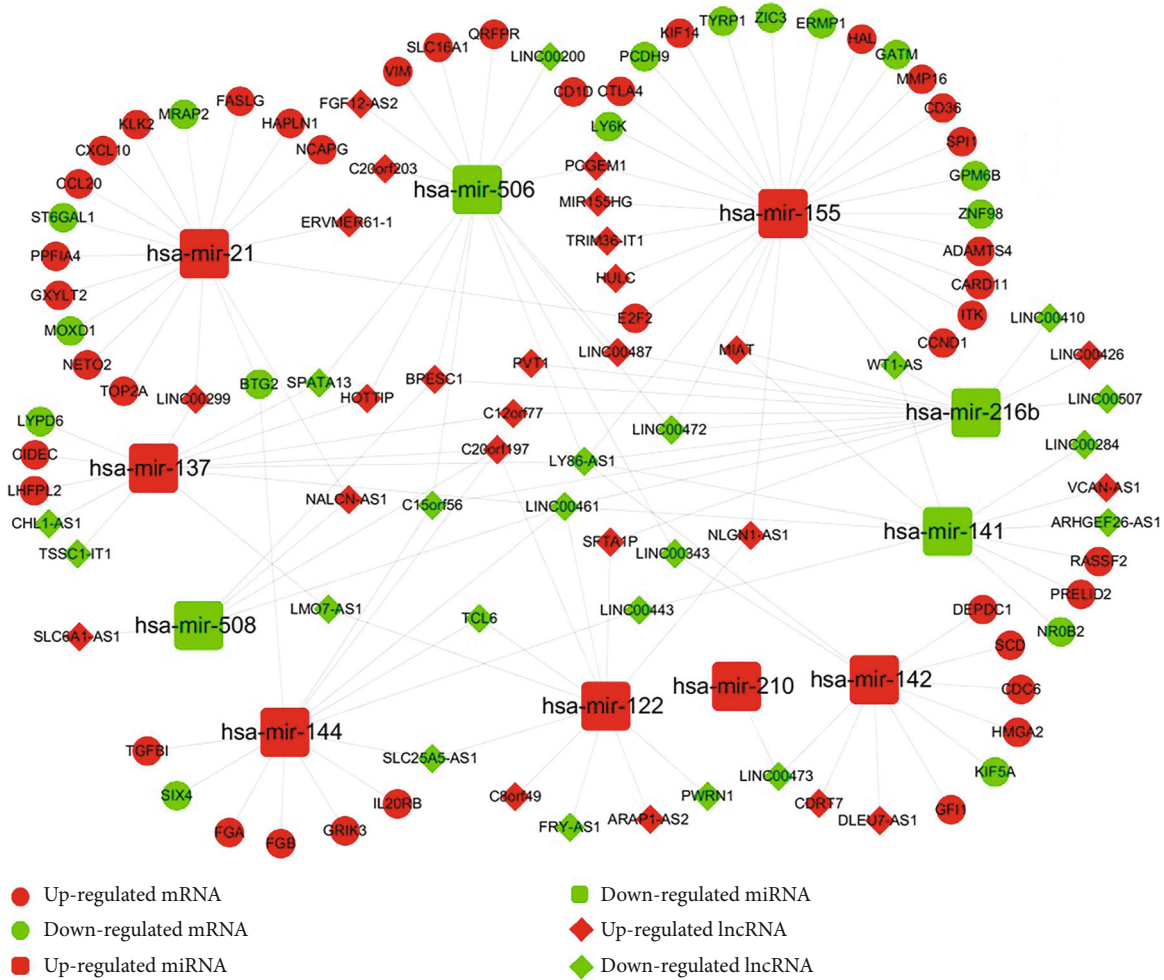 TYRP1
ZIC3
ERMP1
KIF14
HAL
QRFPR
SLC16A1
LINC00200
PCDH9
GATM
VIM
MMP16
CD1D
CTLA4
FGF12-AS2
FASLG
MRAP2
CD36
KLK2
HAPLN1
LY6K
SPI1
CXCL10
NCAPG
C20orf203
PCGEM1
GPM6B
CCL20
hsa-mir-506
MIR155HG
hsa-mir-155
ZNF98
ST6GAL1
ERVMER61-1
TRIM36-IT1
hsa-mir-21
PPFIA4
ADAMTS4
HULC
CARD11
GXYLT2
E2F2
ITK
LINC00410
MOXD1
CCND1
LINC00487
MIAT
LINC00426
NETO2
PVT1
WT1-AS
TOP2A
BTG2
SPATA13
BRESC1
LINC00299
HOTTIP
LINC00507
C12orf77
hsa-mir-216b
LYPD6
LINC00472
LINC00284
CIDEC
hsa-mir-137
C20orf197
LY86-AS1
LHFPL2
VCAN-AS1
NALCN-AS1
C15orf56
LINC00461
CHL1-AS1
ARHGEF26-AS1
hsa-mir-141
TSSC1-IT1
SFTA1P
LINC00343
NLGN1-AS1
RASSF2
PRELID2
LMO7-AS1
TCL6
LINC00443
DEPDC1
hsa-mir-508
SLC6A1-AS1
NR0B2
SCD
hsa-mir-210
hsa-mir-142
CDC6
hsa-mir-122
hsa-mir-144
HMGA2
TGFBI
SLC25A5-AS1
KIF5A
LINC00473
SIX4
IL20RB
C8orf49
PWRN1
CDRT7
GFI1
FGA
FGB
GRIK3
FRY-AS1
ARAP1-AS2
DLEU7-AS1
Up-regulated mRNA
Down-regulated mRNA
Up-regulated miRNA
Down-regulated miRNA
Up-regulated lncRNA
Down-regulated lncRNA